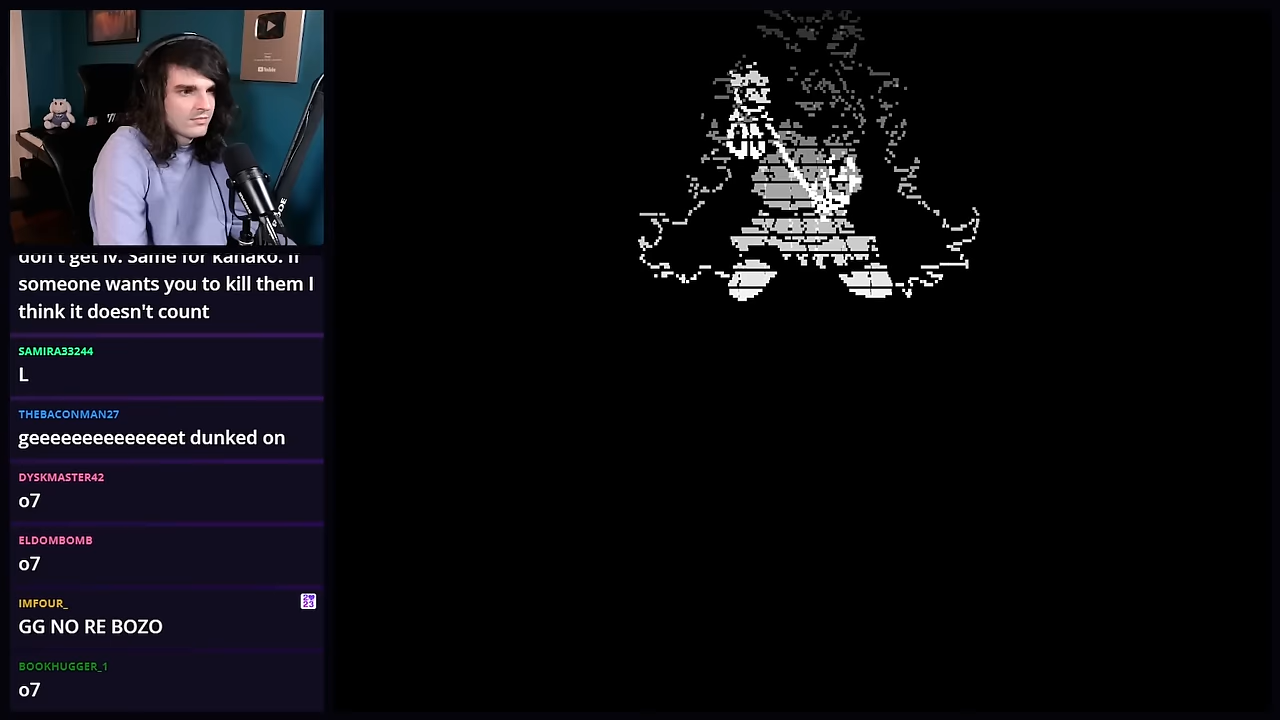 don't get lv. Same for kanako. If
someone wants you to kill them I
think it doesn't count
SAMIRA33244
L
THEBACONMAN27
geeeeeeeeeeeeeet dunked on
DYSKMASTER42
o7
ELDOMBOMB
o7
IMFOUR_
GG NO RE BOZO
BOOKHUGGER_1
o7